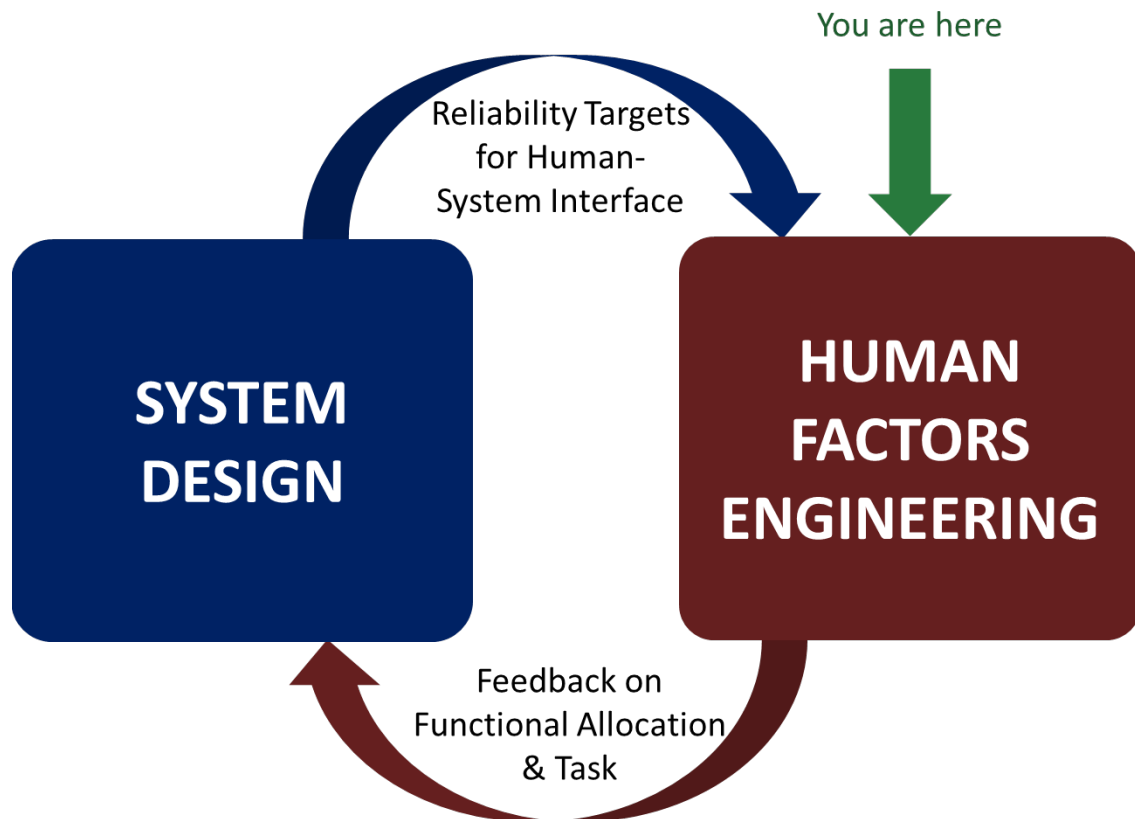 You are here
Reliability Targets
for Human-
System Interface
SYSTEM
DESIGN
HUMAN
FACTORS
ENGINEERING
Feedback on
Functional Allocation
& Task